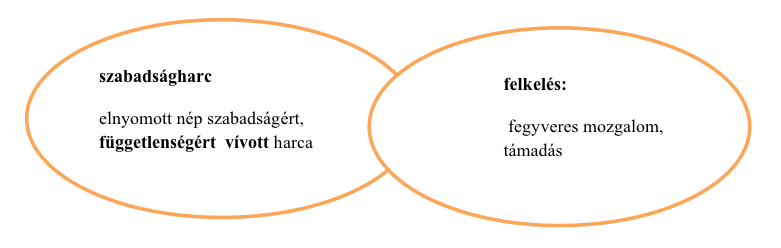 szabadságharc
elnyomott nép szabadságért,
függetlenségért vívott harca
felkelés:
fegyveres mozgalom,
támadás